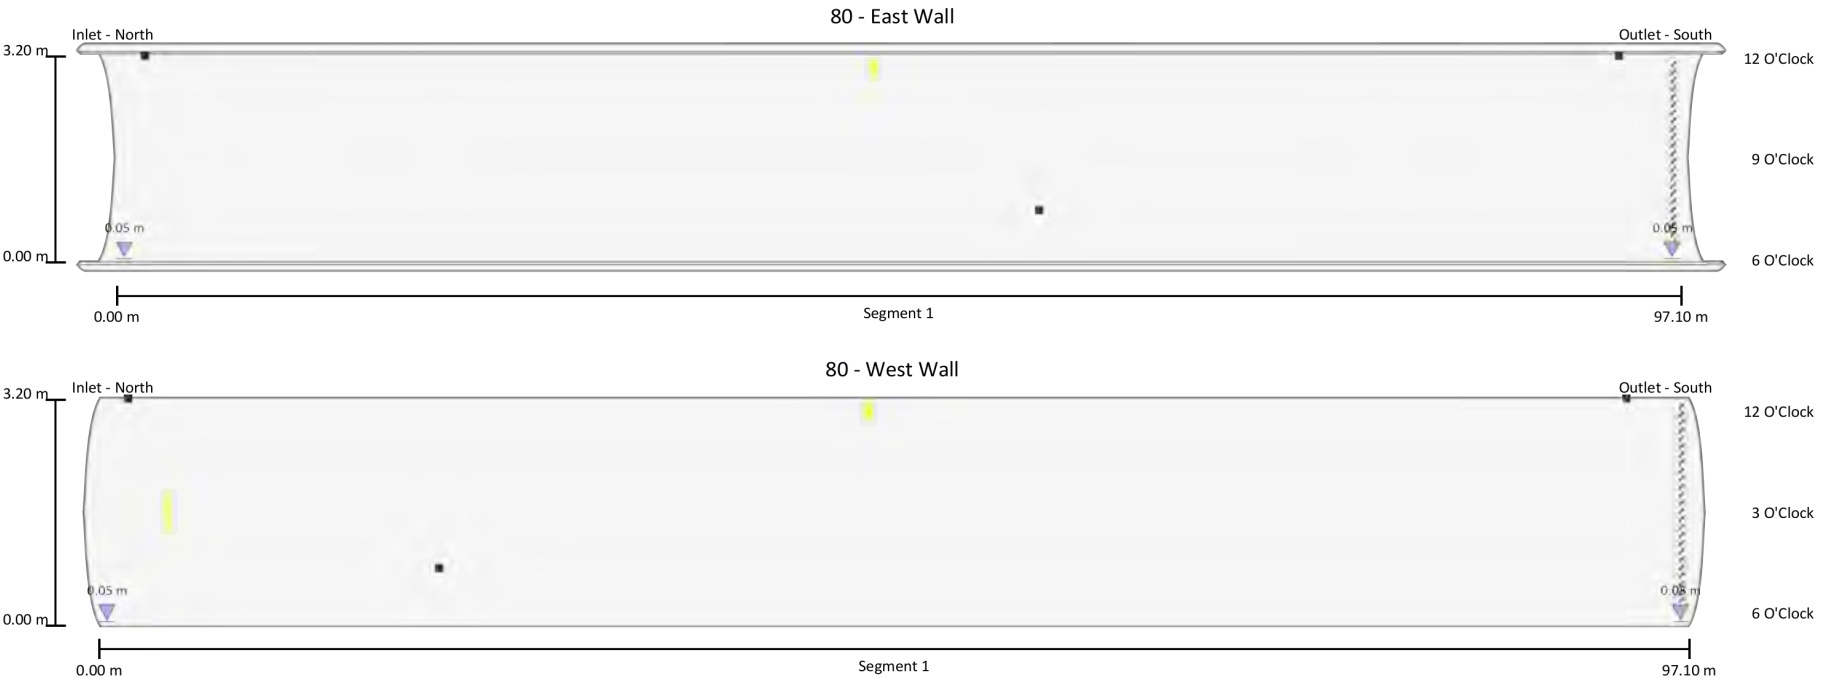 80 - East Wall
Inlet - North
Outlet - South
3.20 m
12 O'Clock
9 O'Clock
0.05 m
0.05 m
0.00 m
6 O'Clock
0.00 m
Segment 1
97.10 m
80 - West Wall
Inlet - North
Outlet - South
3.20 m
12 O'Clock
3 O'Clock
0.05 m
0.05 m
0.00 m
6 O'Clock
0.00 m
Segment 1
97.10 m